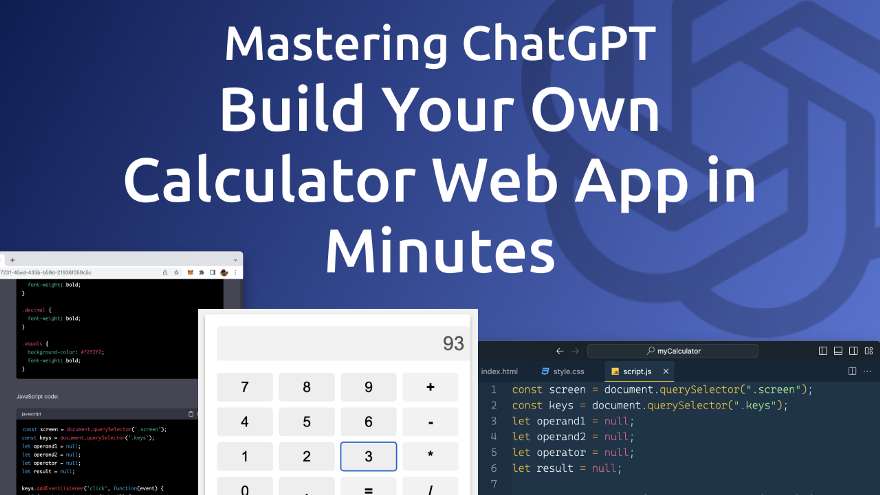 Mastering ChatGPT
Build Your Own
Calculator Web App in
Minutes
font-weight: bold;
}
.decimal {
font-weight: bold;
}
.equals {
background-color: #f2f2f2;
font-weight: bold;
}
JavaScript code:
javascript
const screen = document.querySelector('.screen');
const keys = document.querySelector('.keys');
let operand1 = null;
let operand2 = null;
let operator = null;
let result = null;
keys.addEventListener('click', function(event) {
93
7 8 9 +
4 5 6 -
1 2 3 *
0 . = /
myCalculator
index.html style.css script.js
1 const screen = document.querySelector(".screen");
2 const keys = document.querySelector(".keys");
3 let operand1 = null;
4 let operand2 = null;
5 let operator = null;
6 let result = null;
7